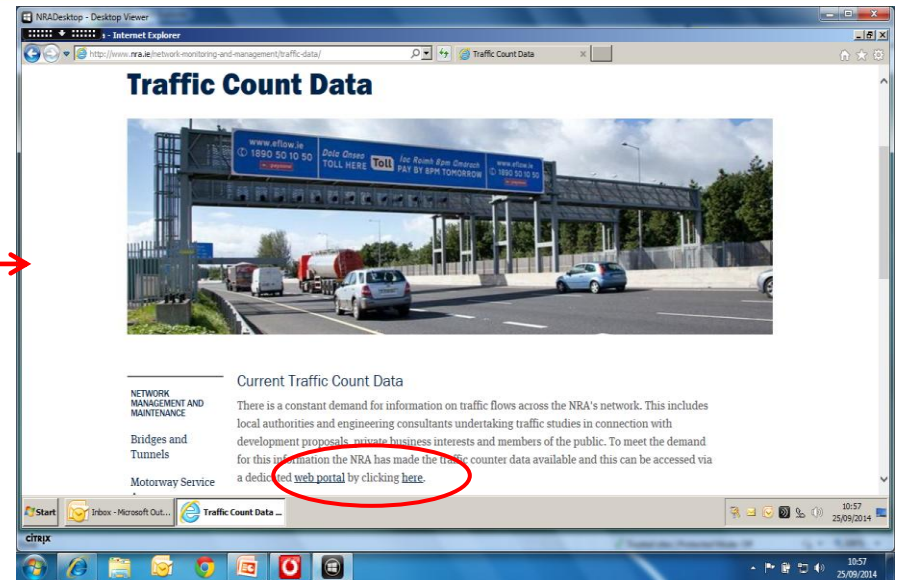 NRADesktop - Desktop Viewer
- Internet Explorer
http://www.nra.ie/network-monitoring-and-management/traffic-data/
Traffic Count Data
Traffic Count Data
www.eflow.ie
1890 50 10 50
TOLL HERE
Toll
PAY BY 8PM TOMORROW
www.eflow.ie
1890 50 10 50
NETWORK
MANAGEMENT AND
MAINTENANCE
Bridges and
Tunnels
Motorway Service
Current Traffic Count Data
There is a constant demand for information on traffic flows across the NRA's network. This includes
local authorities and engineering consultants undertaking traffic studies in connection with
development proposals, private business interests and members of the public. To meet the demand
for this information the NRA has made the traffic counter data available and this can be accessed via
a dedicated web portal by clicking here.
Start
Inbox - Microsoft Out...
Traffic Count Data ...
10:57
25/09/2014
CITRIX
10:57
25/09/2014